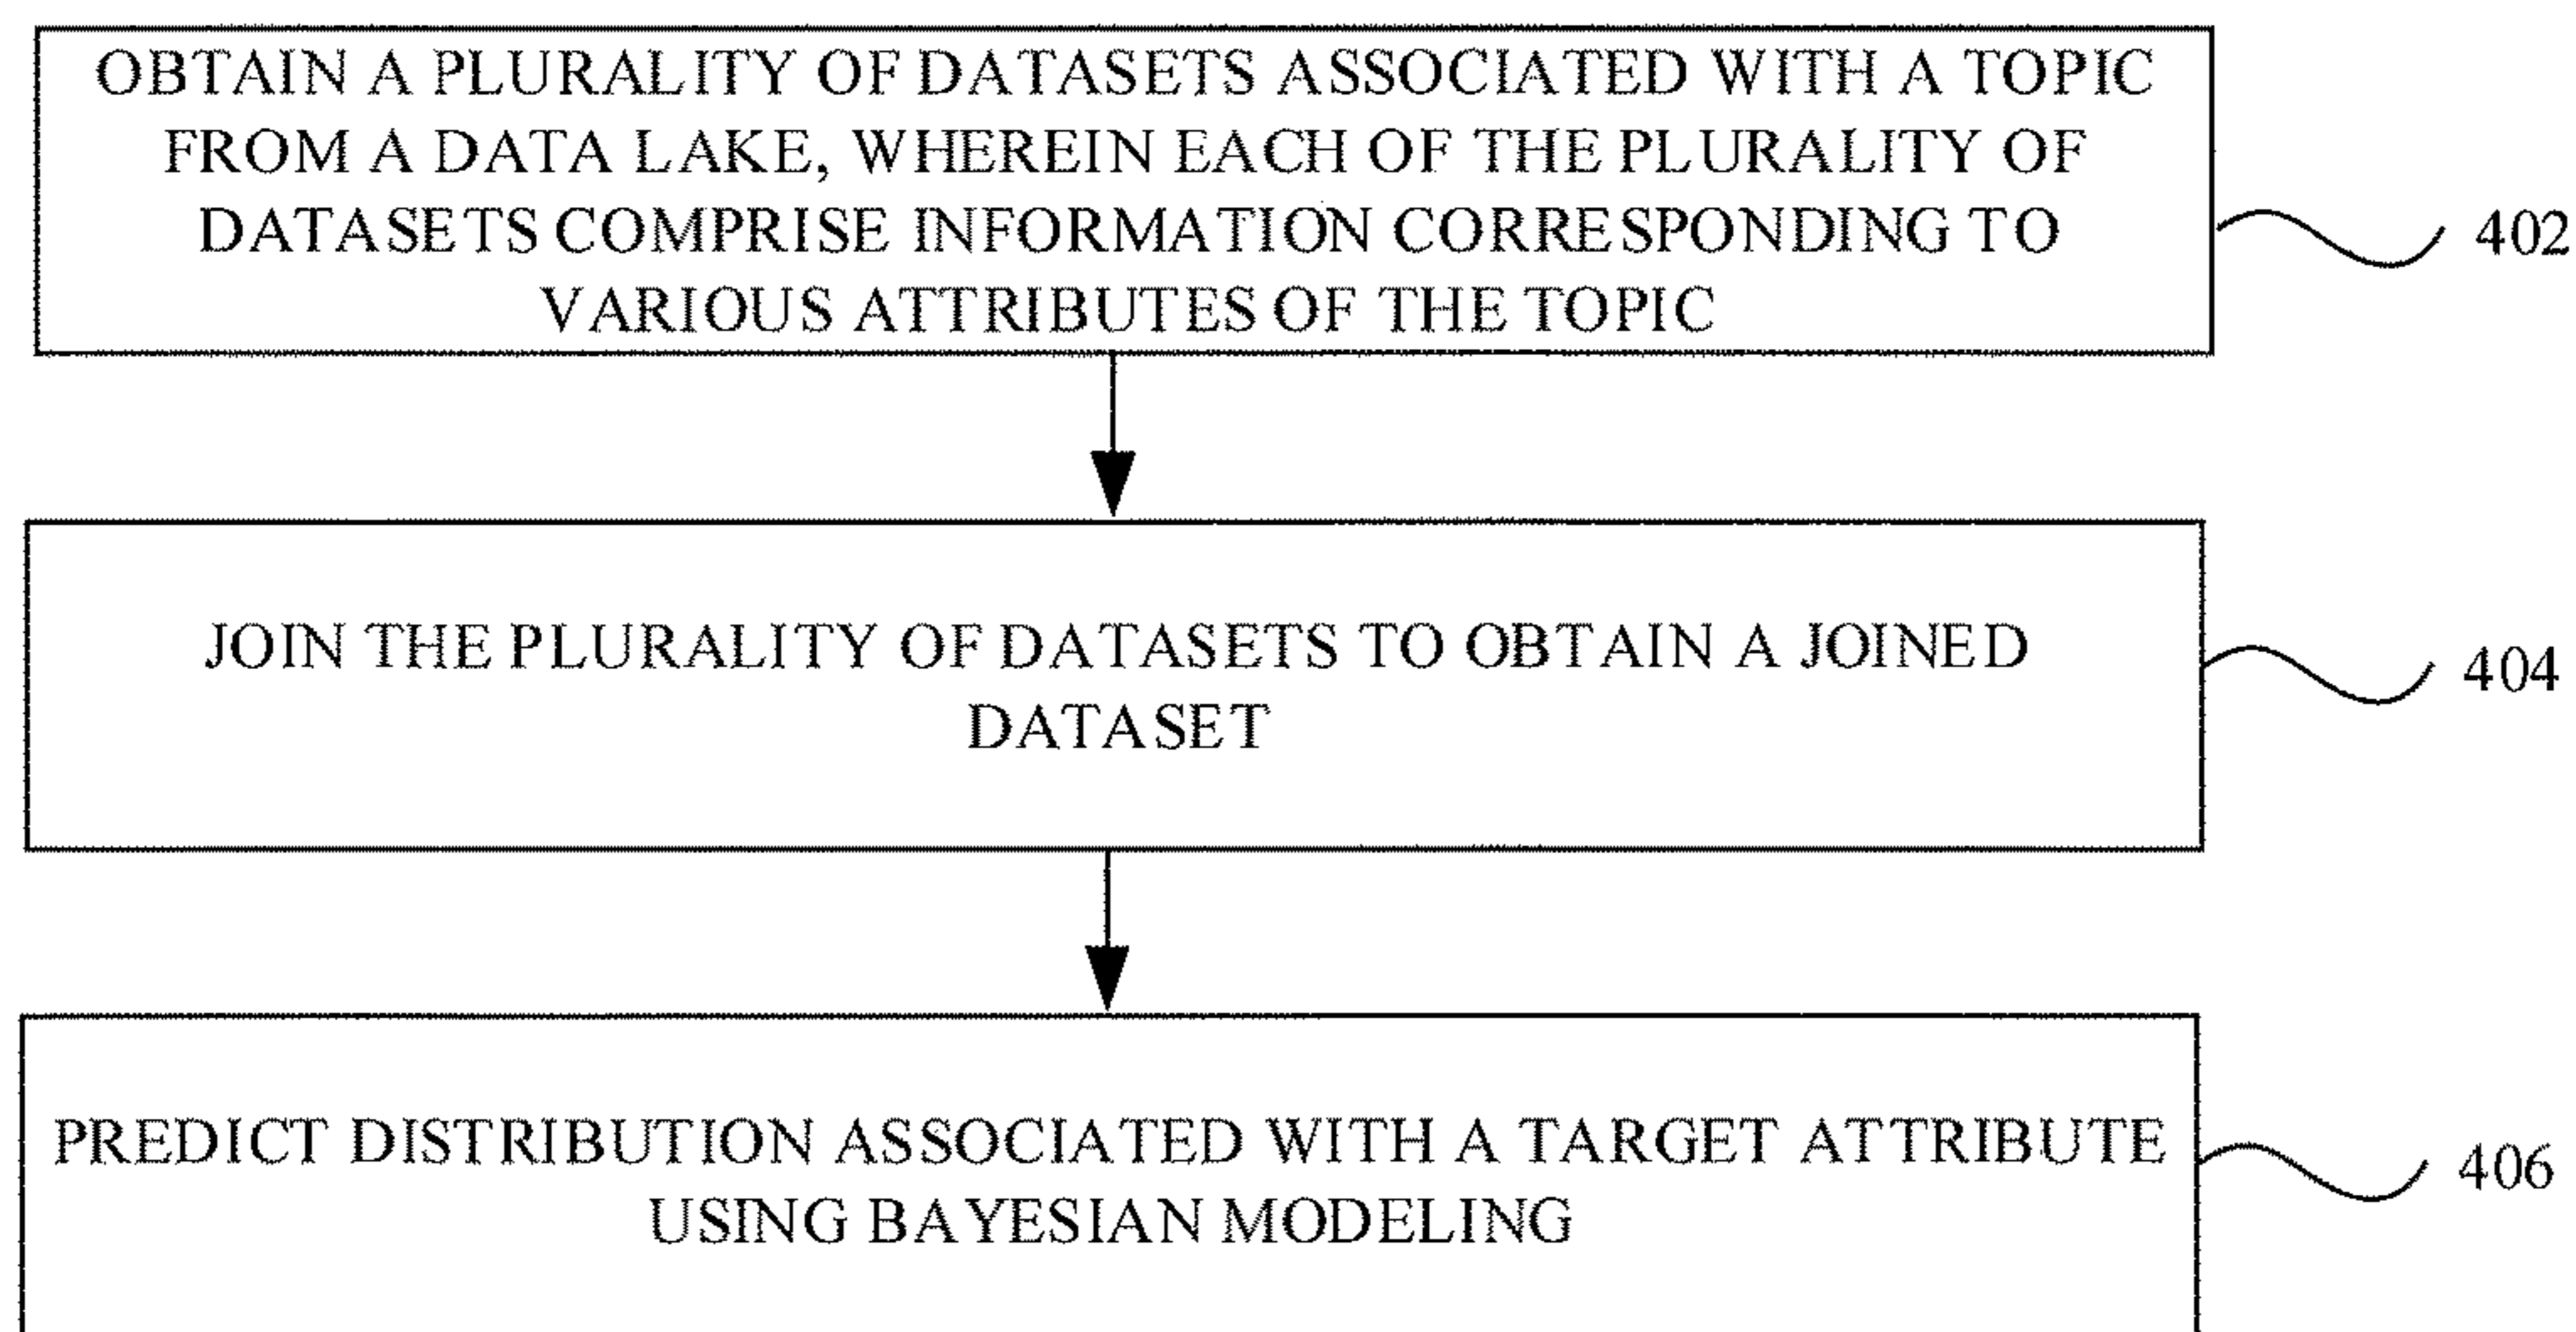 OBTAIN A PLURALITY OF DATASETS ASSOCIATED WITH A TOPIC
FROM A DATA LAKE, WHEREIN EACH OF THE PLURALITY OF
DATASETS COMPRISE INFORMATION CORRESPONDING TO
VARIOUS ATTRIBUTES OF THE TOPIC
402
JOIN THE PLURALITY OF DATASETS TO OBTAIN A JOINED
DATASET
404
PREDICT DISTRIBUTION ASSOCIATED WITH A TARGET ATTRIBUTE
USING BAYESIAN MODELING
406